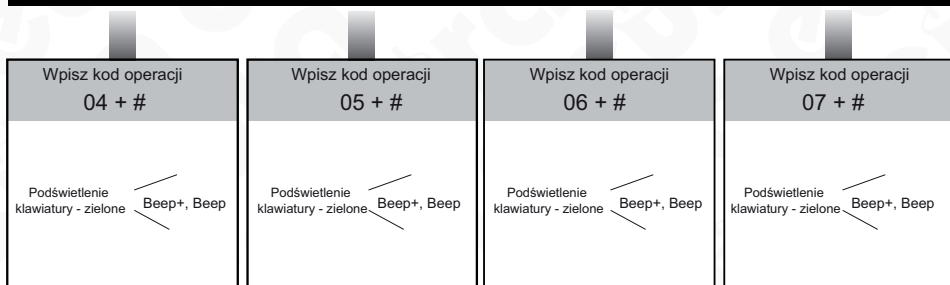 Wpisz kod operacji
04 + #
Podświetlenie
klawiatury - zielone
Beep+, Beep
Wpisz kod operacji
05 + #
Podświetlenie
klawiatury - zielone
Beep+, Beep
Wpisz kod operacji
06 + #
Podświetlenie
klawiatury - zielone
Beep+, Beep
Wpisz kod operacji
07 + #
Podświetlenie
klawiatury - zielone
Beep+, Beep